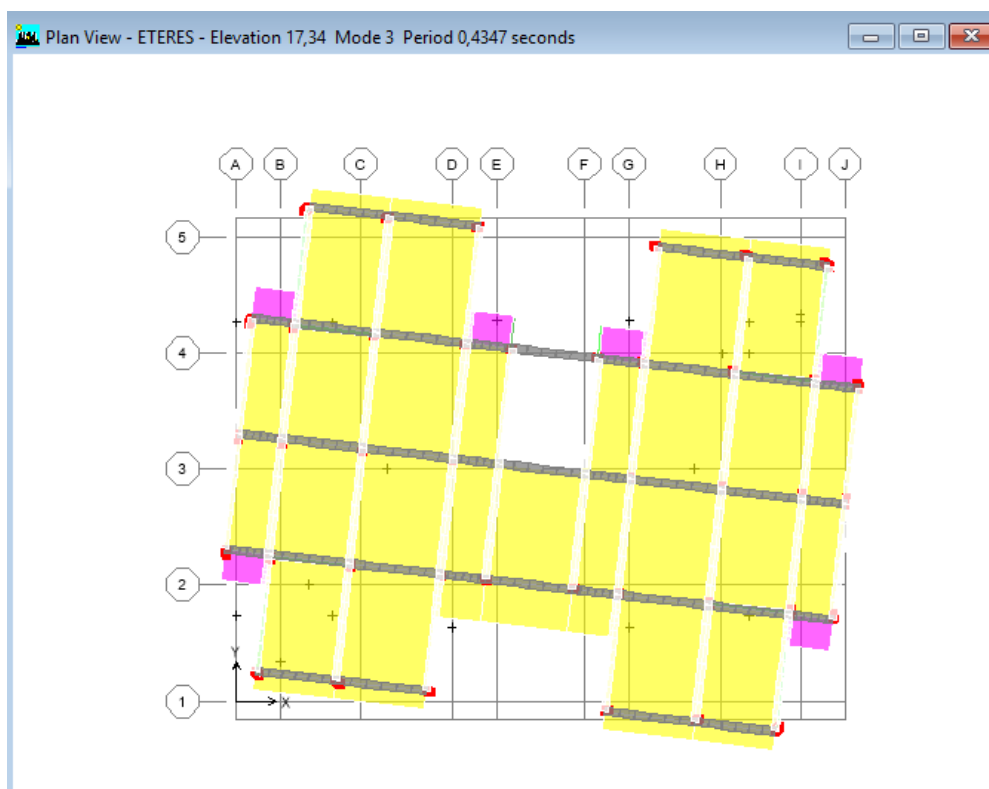 Plan View - ETERES - Elevation 17,34 Mode 3 Period 0,4347 seconds
A B C D E F G H I J
5
4
3
2
Y
1
X